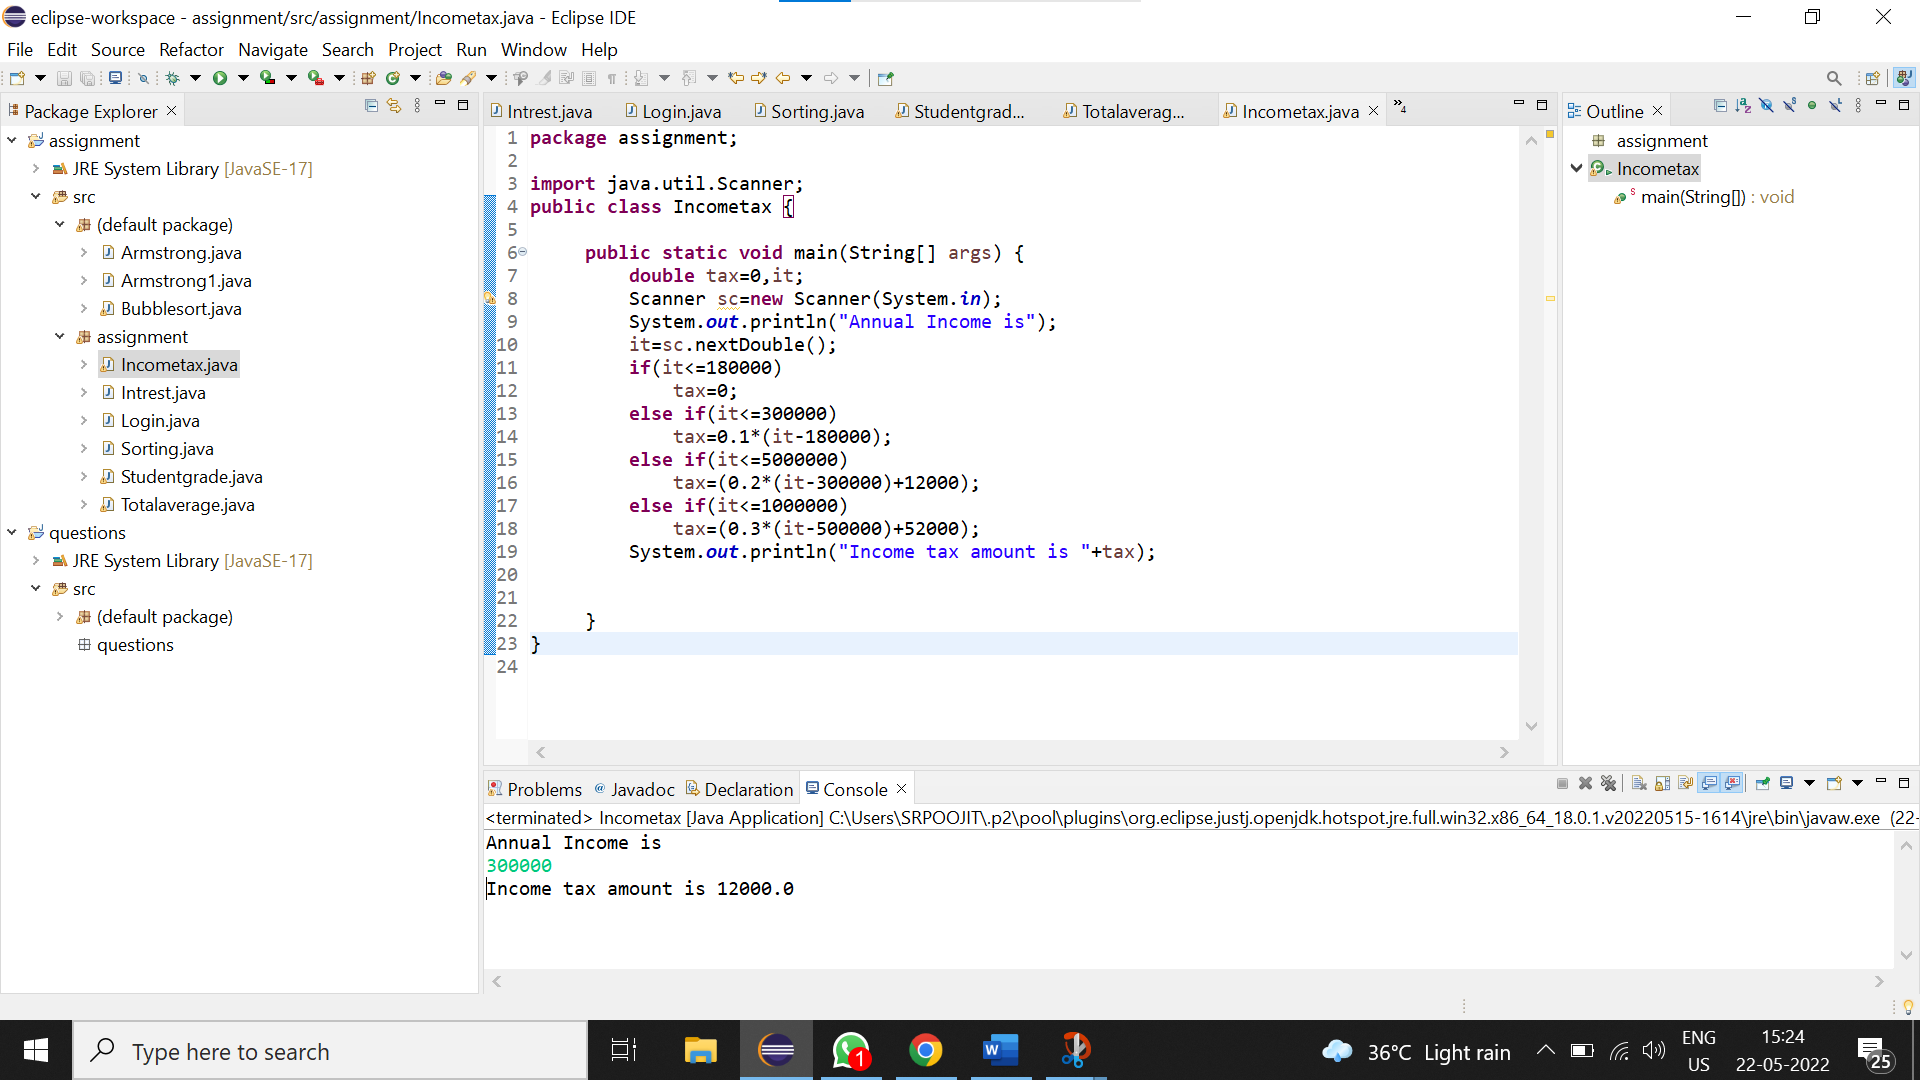 eclipse-workspace - assignment/src/assignment/Incometax.java - Eclipse IDE
File Edit Source Refactor Navigate Search Project Run Window Help
Package Explorer
assignment
JRE System Library [JavaSE-17]
src
(default package)
Armstrong.java
Armstrong1.java
Bubblesort.java
assignment
Incometax.java
Intrest.java
Login.java
Sorting.java
Studentgrade.java
Totalaverage.java
questions
JRE System Library [JavaSE-17]
src
(default package)
questions
Intrest.java Login.java Sorting.java Studentgrad... Totalaverag... Incometax.java »4
1 package assignment;
2
3 import java.util.Scanner;
4 public class Incometax {
5
6 public static void main(String[] args) {
7 double tax=0,it;
8 Scanner sc=new Scanner(System.in);
9 System.out.println("Annual Income is");
10 it=sc.nextDouble();
11 if(it<=180000)
12 tax=0;
13 else if(it<=300000)
14 tax=0.1*(it-180000);
15 else if(it<=5000000)
16 tax=(0.2*(it-300000)+12000);
17 else if(it<=1000000)
18 tax=(0.3*(it-500000)+52000);
19 System.out.println("Income tax amount is "+tax);
20
21
22 }
23 }
24
Outline
assignment
Incometax
main(String[]) : void
Problems Javadoc Declaration Console
<terminated> Incometax [Java Application] C:\Users\SRPOOJIT\.p2\pool\plugins\org.eclipse.justj.openjdk.hotspot.jre.full.win32.x86_64_18.0.1.v20220515-1614\jre\bin\javaw.exe (22-
Annual Income is
300000
Income tax amount is 12000.0
Type here to search
W
1
36°C Light rain
ENG
US
15:24
22-05-2022
25